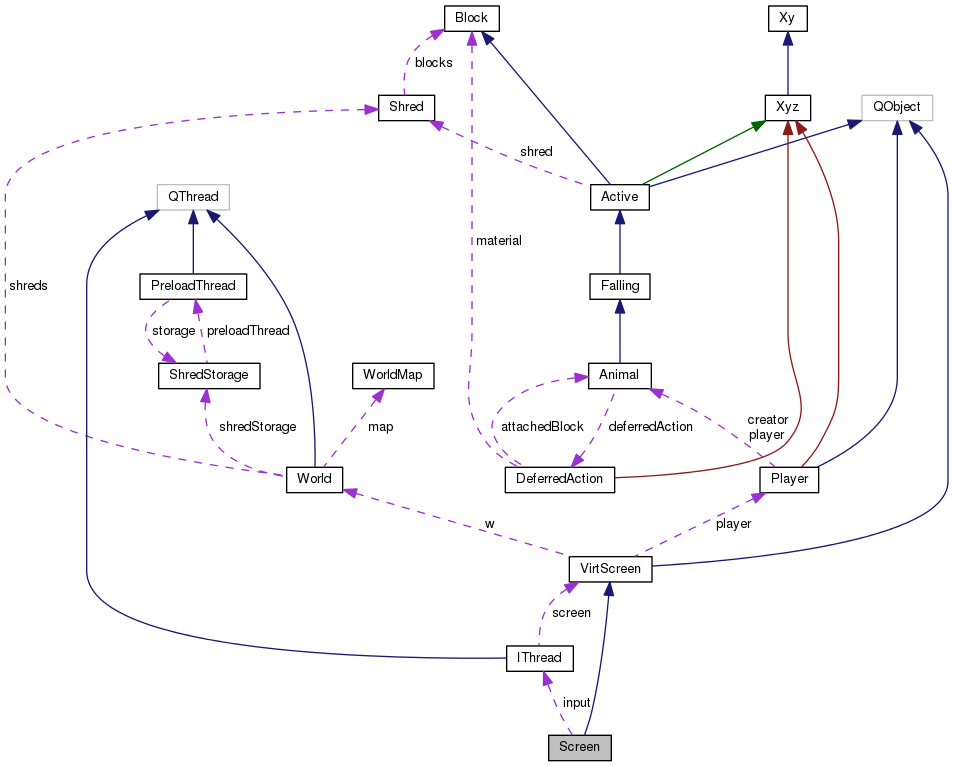 Block
Xy
blocks
Shred
Xyz
QObject
shred
QThread
Active
material
shreds
PreloadThread
Falling
storage
preloadThread
ShredStorage
WorldMap
Animal
shredStorage
map
attachedBlock
deferredAction
creator
player
World
DeferredAction
Player
w
player
VirtScreen
screen
IThread
input
Screen